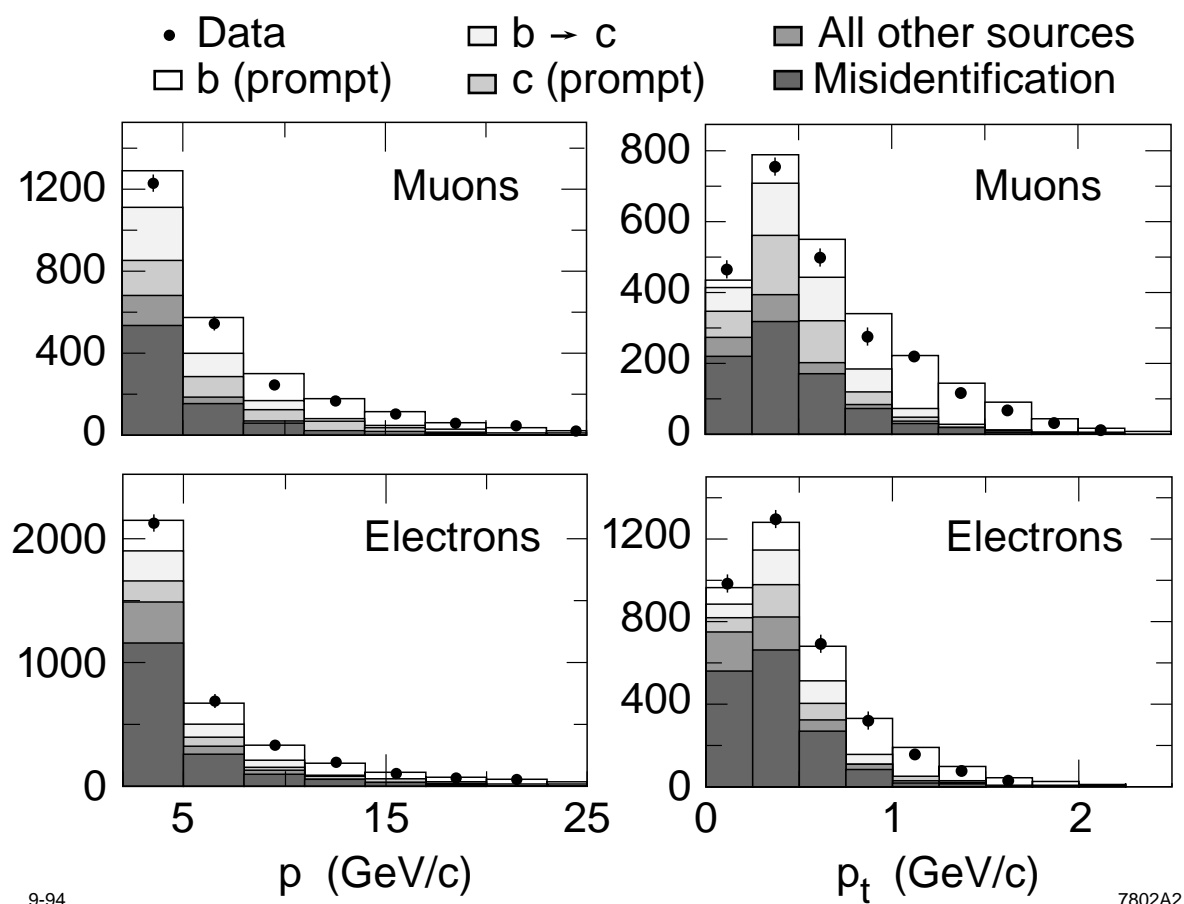 Data b → c All other sources
b (prompt) c (prompt) Misidentification
Muons
1200
800
400
0
Muons
800
600
400
200
0
Electrons
2000
1000
0
5 15 25
p (GeV/c)
Electrons
1200
800
400
0
0 1 2
pt (GeV/c)
9-94 7802A2